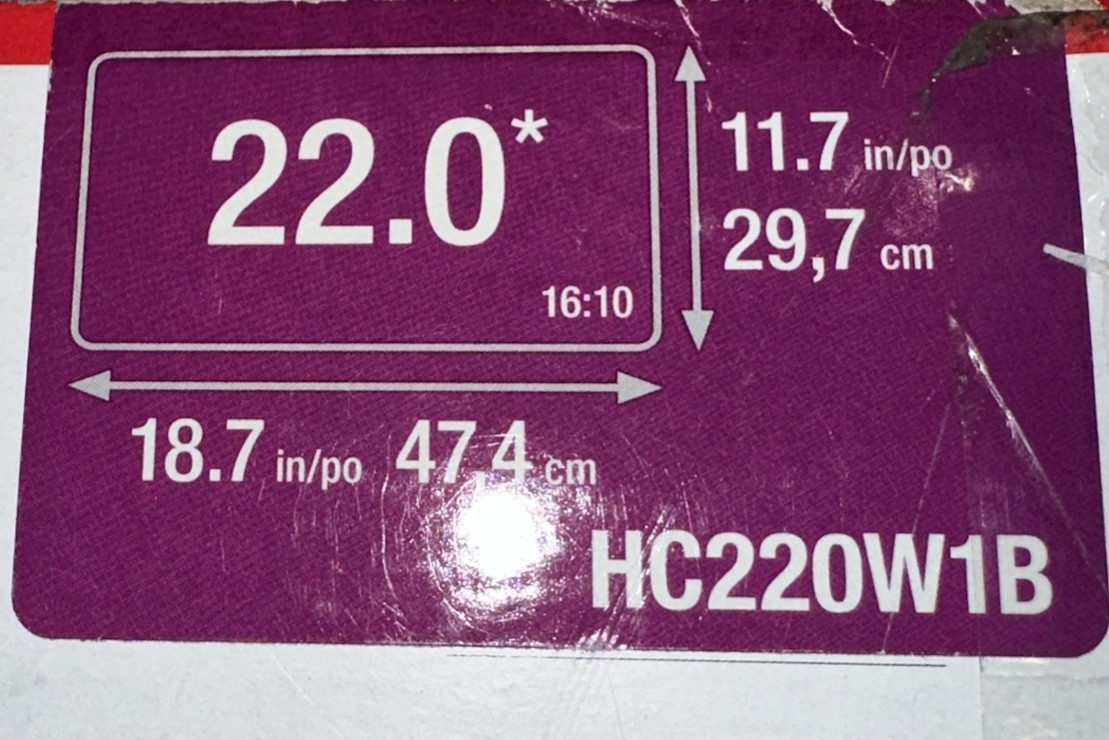 22.0*
16:10
11.7 in/po
29,7 cm
18.7 in/po 47,4 cm
HC220W1B